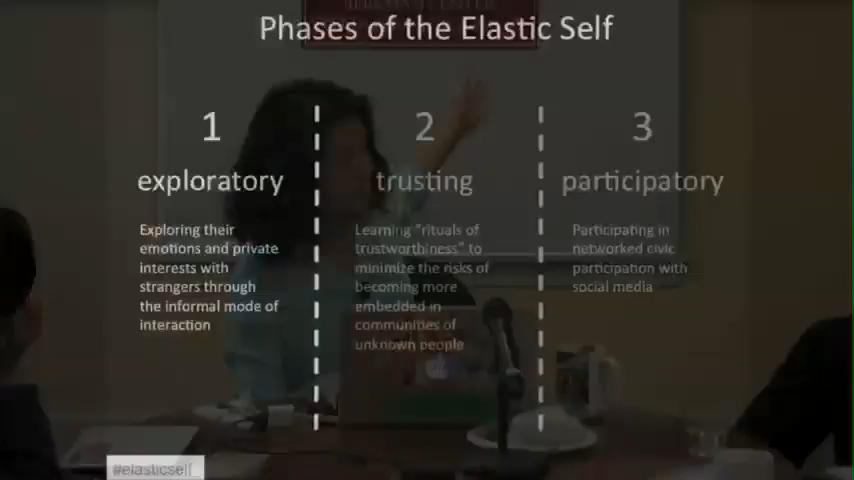 Phases of the Elastic Self
1
exploratory
Exploring their
emotions and private
interests with
strangers through
the informal mode of
interaction
2
trusting
Learning "rituals of
trustworthiness" to
minimize the risks of
becoming more
embedded in
communities of
unknown people
3
participatory
Participating in
networked civic
participation with
social media
#elasticself